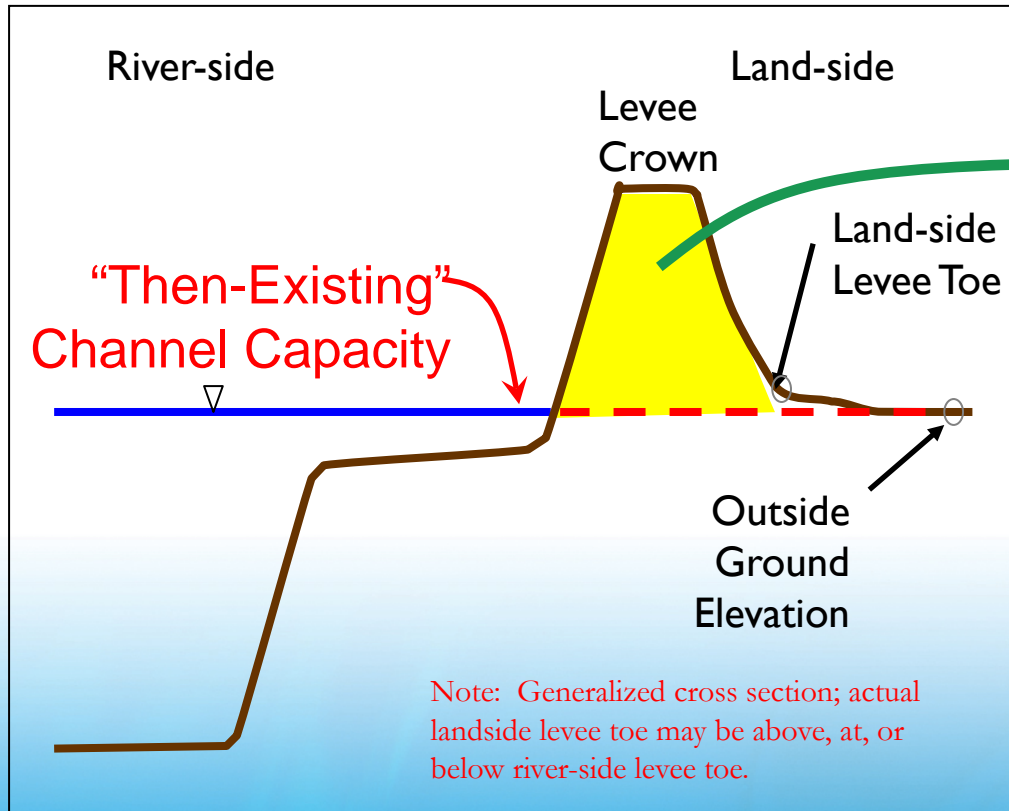 River-side
Land-side
Levee
Crown
Land-side
Levee Toe
“Then-Existing”
Channel Capacity
Outside
Ground
Elevation
Note: Generalized cross section; actual
landside levee toe may be above, at, or
below river-side levee toe.